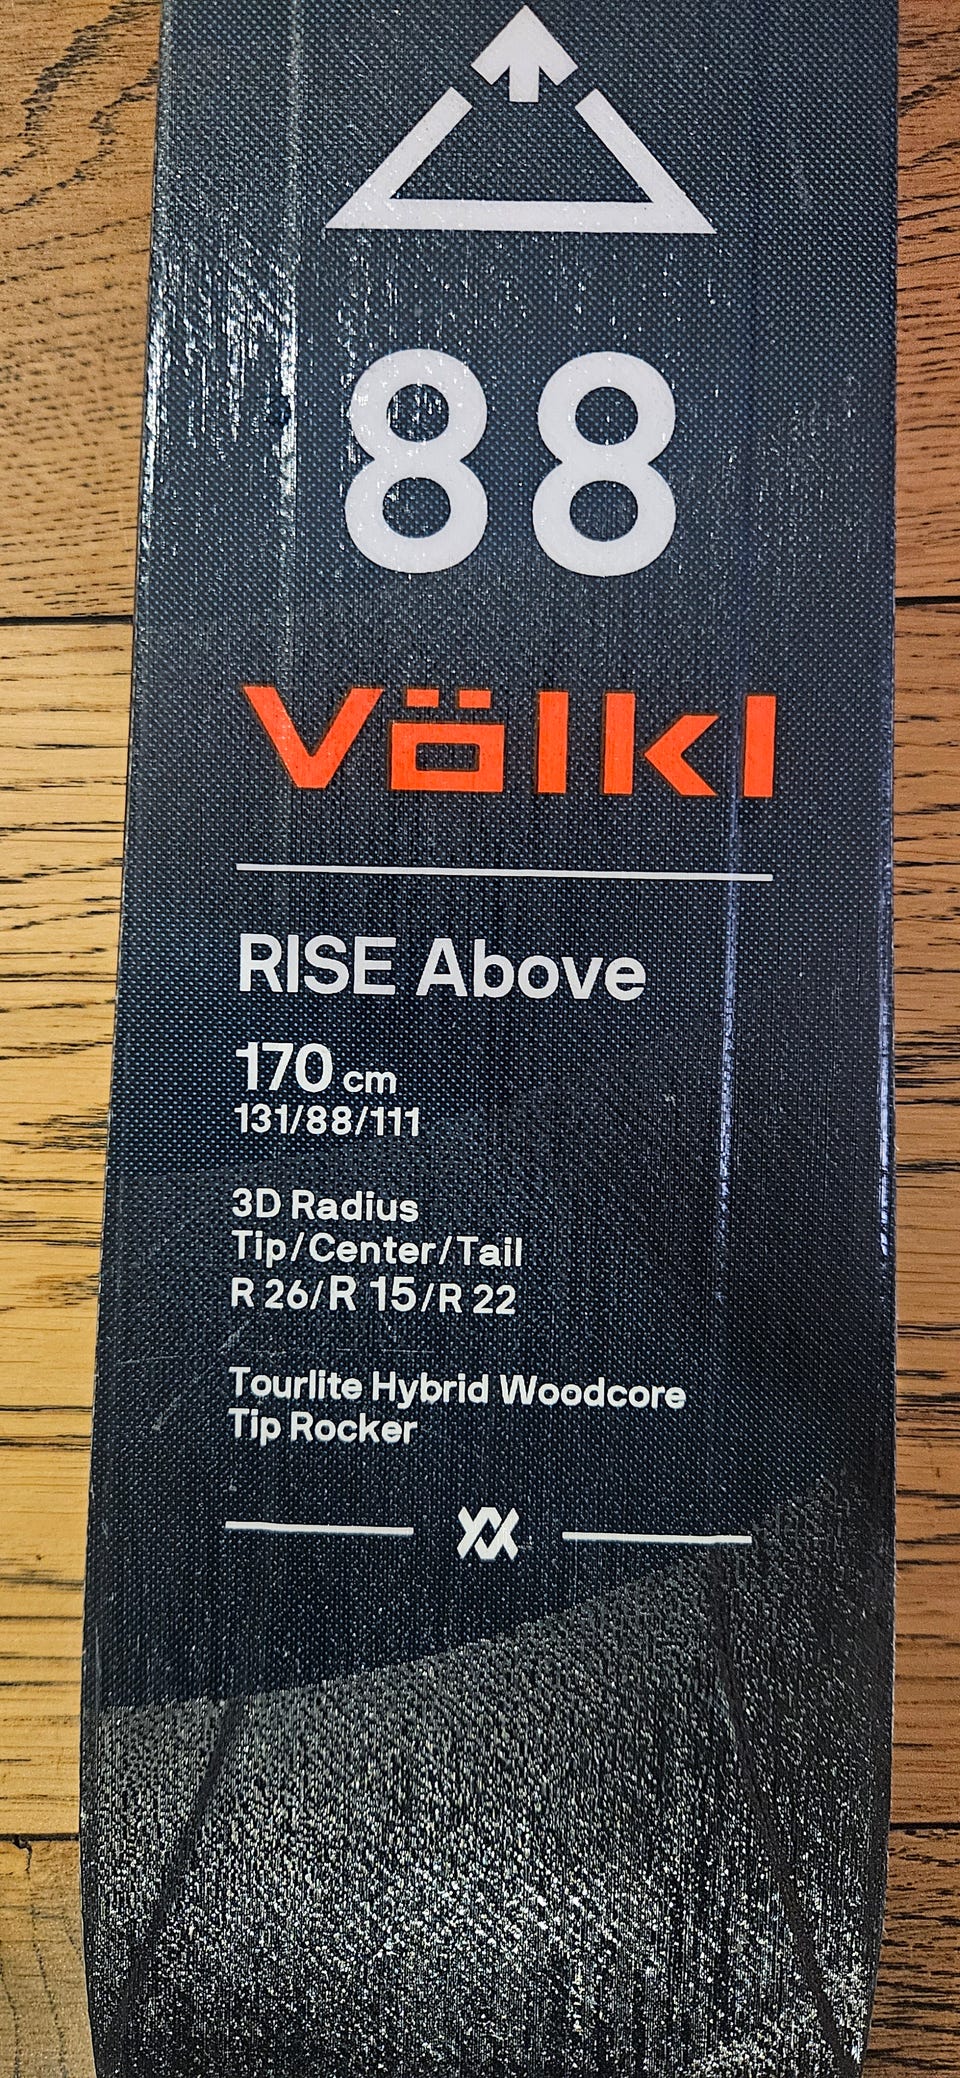 88
Völkl
RISE Above
170 cm
131/88/111
3D Radius
Tip/Center/Tail
R 26/R 15/R 22
Tourlite Hybrid Woodcore
Tip Rocker